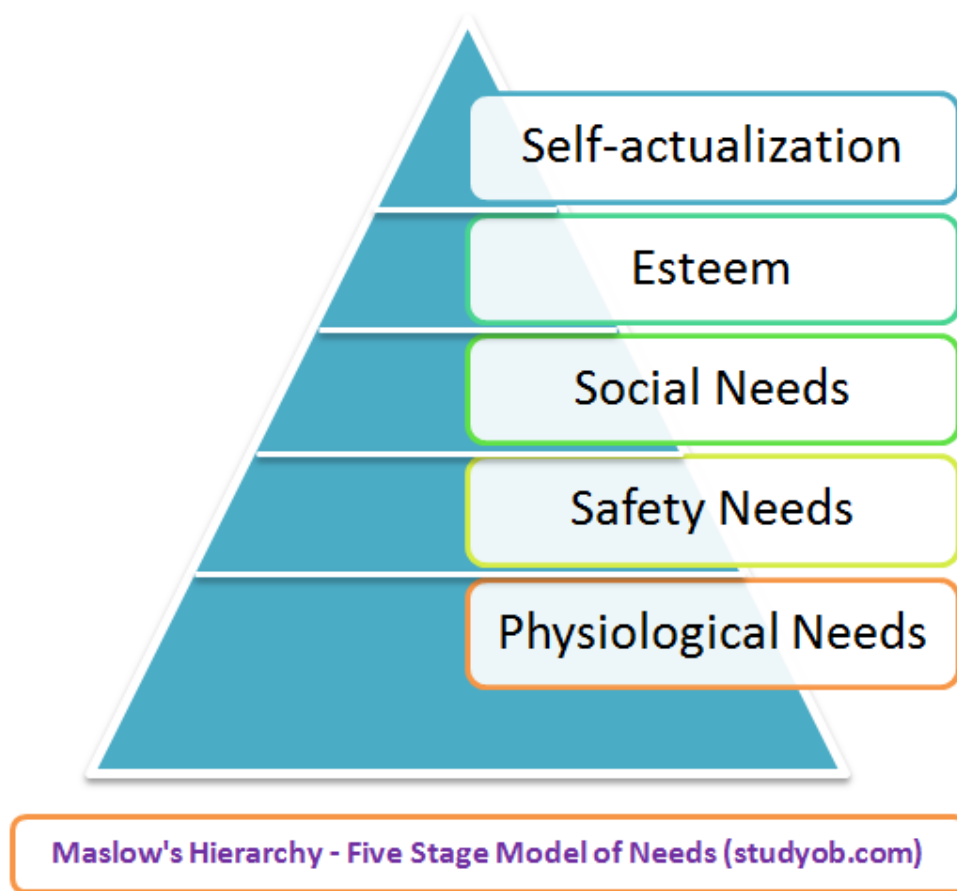 Self-actualization
Esteem
Social Needs
Safety Needs
Physiological Needs
Maslow's Hierarchy - Five Stage Model of Needs (studyob.com)